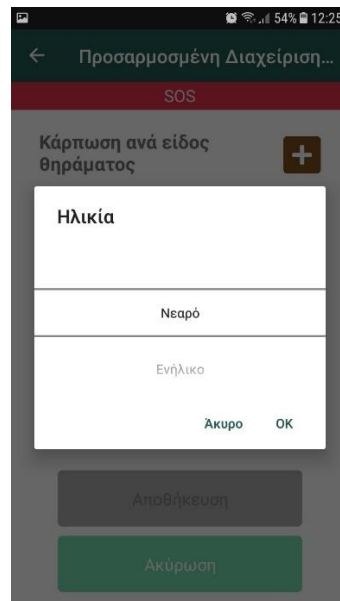 54% 12:25
Προσαρμοσμένη Διαχείριση...
SOS
Κάρπωση ανά είδος
θηράματος
Ηλικία
Νεαρό
Ενήλικο
Άκυρο OK
Αποθήκευση
Ακύρωση